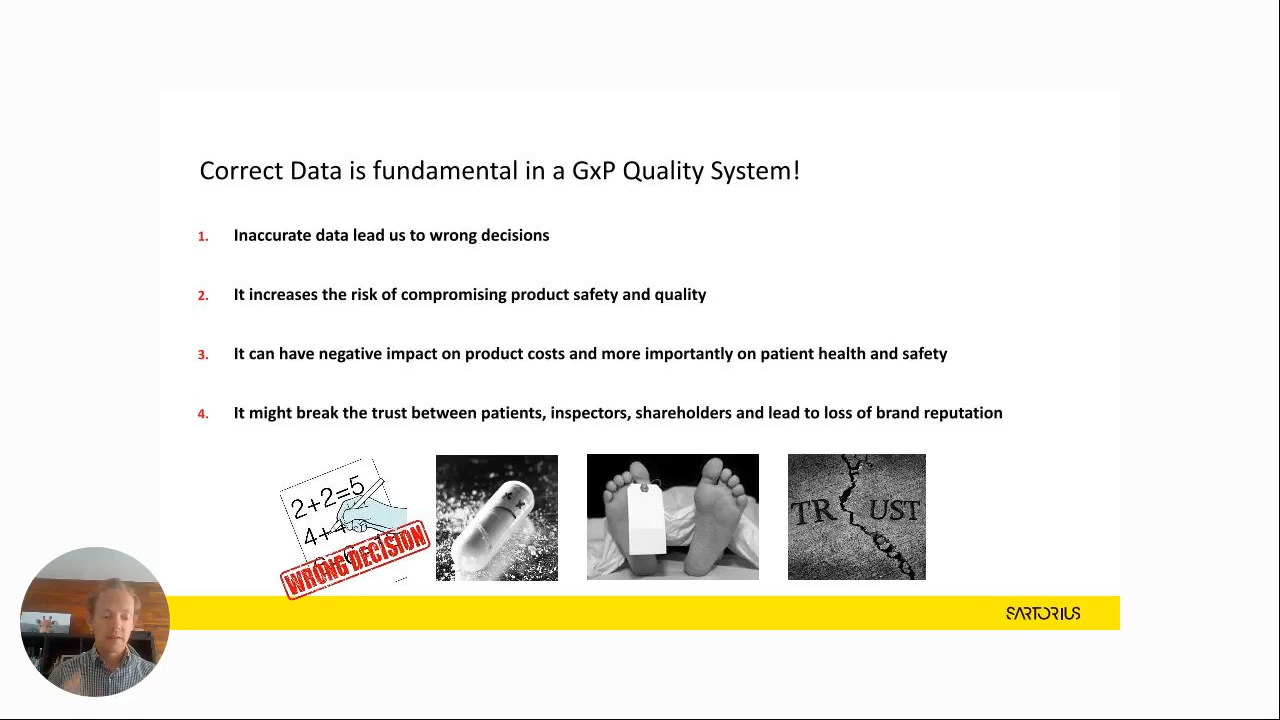 Correct Data is fundamental in a GxP Quality System!
1. Inaccurate data lead us to wrong decisions
2. It increases the risk of compromising product safety and quality
3. It can have negative impact on product costs and more importantly on patient health and safety
4. It might break the trust between patients, inspectors, shareholders and lead to loss of brand reputation
2+2=5
WRONG DECISION
TRUST
SARTORIUS